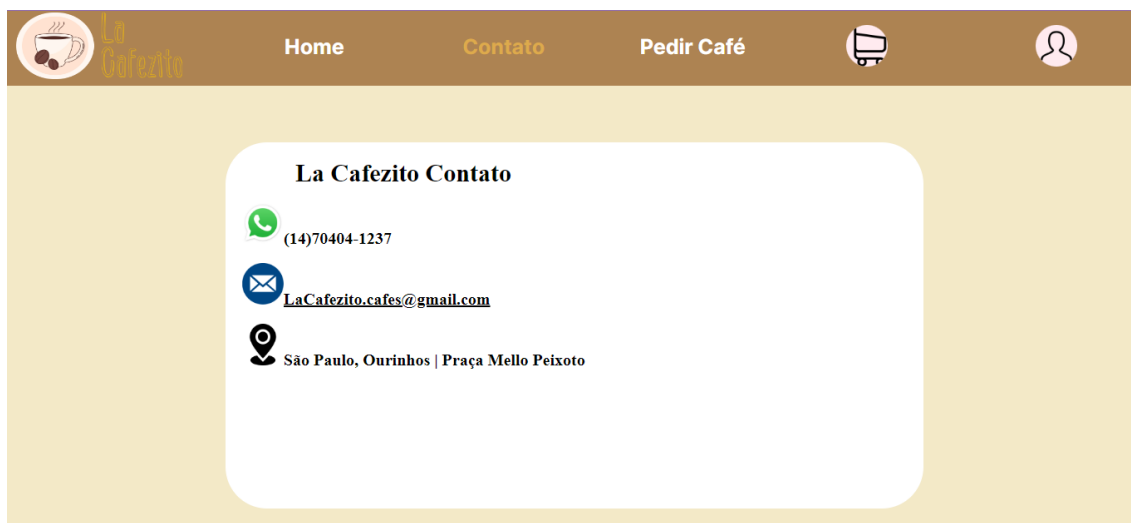 La
Cafezito
Home
Contato
Pedir Café
La Cafezito Contato
(14)70404-1237
LaCafezito.cafes@gmail.com
São Paulo, Ourinhos | Praça Mello Peixoto